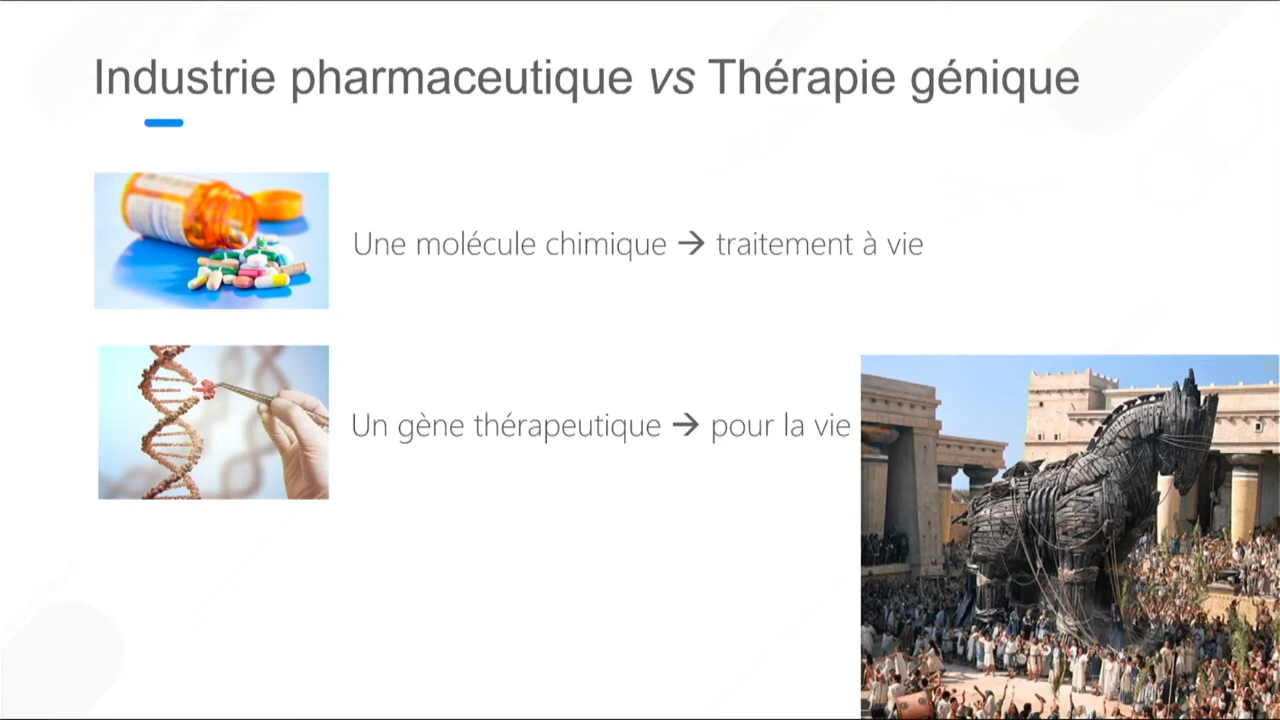 Industrie pharmaceutique vs Thérapie génique
Une molécule chimique → traitement à vie
Un gène thérapeutique → pour la vie